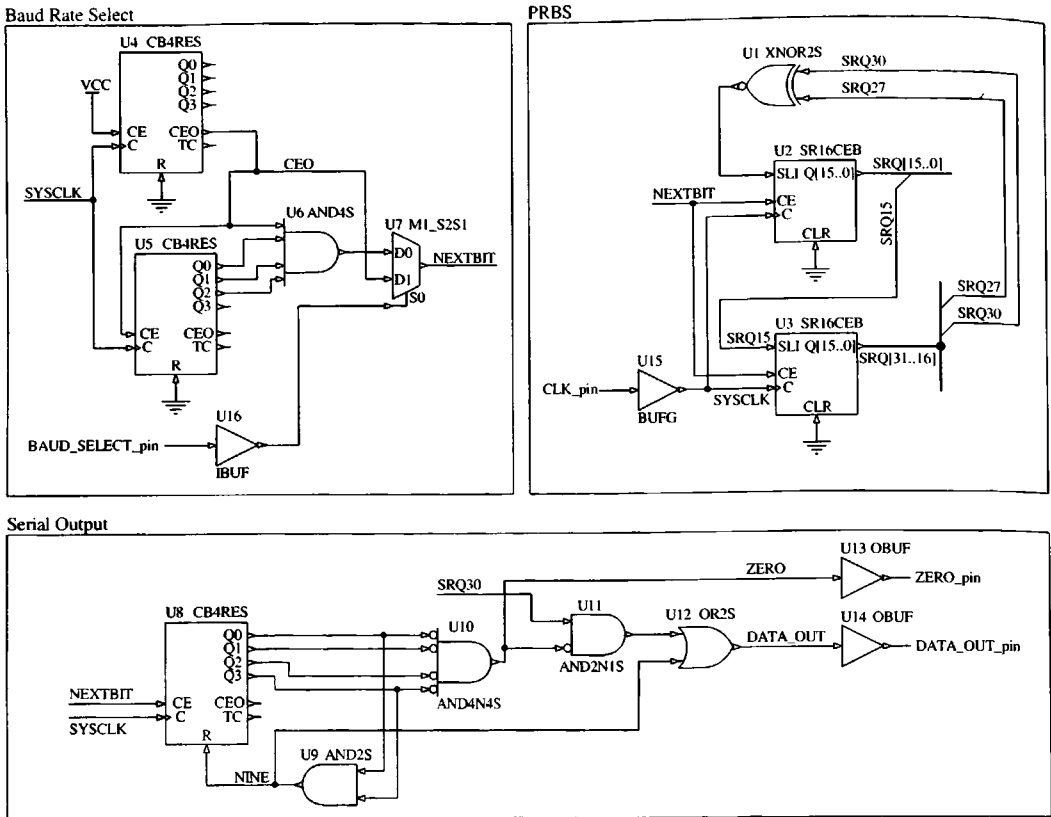 Baud Rate Select
U4 CB4RES
Q0
Q1
Q2
Q3
VCC
CE
CEO
C
TC
R
SYSCLK
CEO
U6 AND4S
U7 M1_S2S1
D0
D1
S0
NEXTBIT
U5 CB4RES
Q0
Q1
Q2
Q3
CE
CEO
C
TC
R
U16
BAUD_SELECT_pin
IBUF
PRBS
U1 XNOR2S
SRQ30
SRQ27
U2 SR16CEB
SLI Q[15..0]
SRQ[15..0]
NEXTBIT
CE
C
CLR
SRQ15
SRQ27
SRQ30
U3 SR16CEB
SRQ15
SLI Q[15..0]
SRQ[31..16]
U15
CE
CLK_pin
SYSCLK
C
BUFG
CLR
Serial Output
U13 OBUF
ZERO
ZERO_pin
SRQ30
U8 CB4RES
U10
U11
U12 OR2S
U14 OBUF
Q0
Q1
Q2
Q3
DATA_OUT
DATA_OUT_pin
AND2N1S
AND4N4S
NEXTBIT
CE
CEO
SYSCLK
C
TC
R
U9 AND2S
NINE